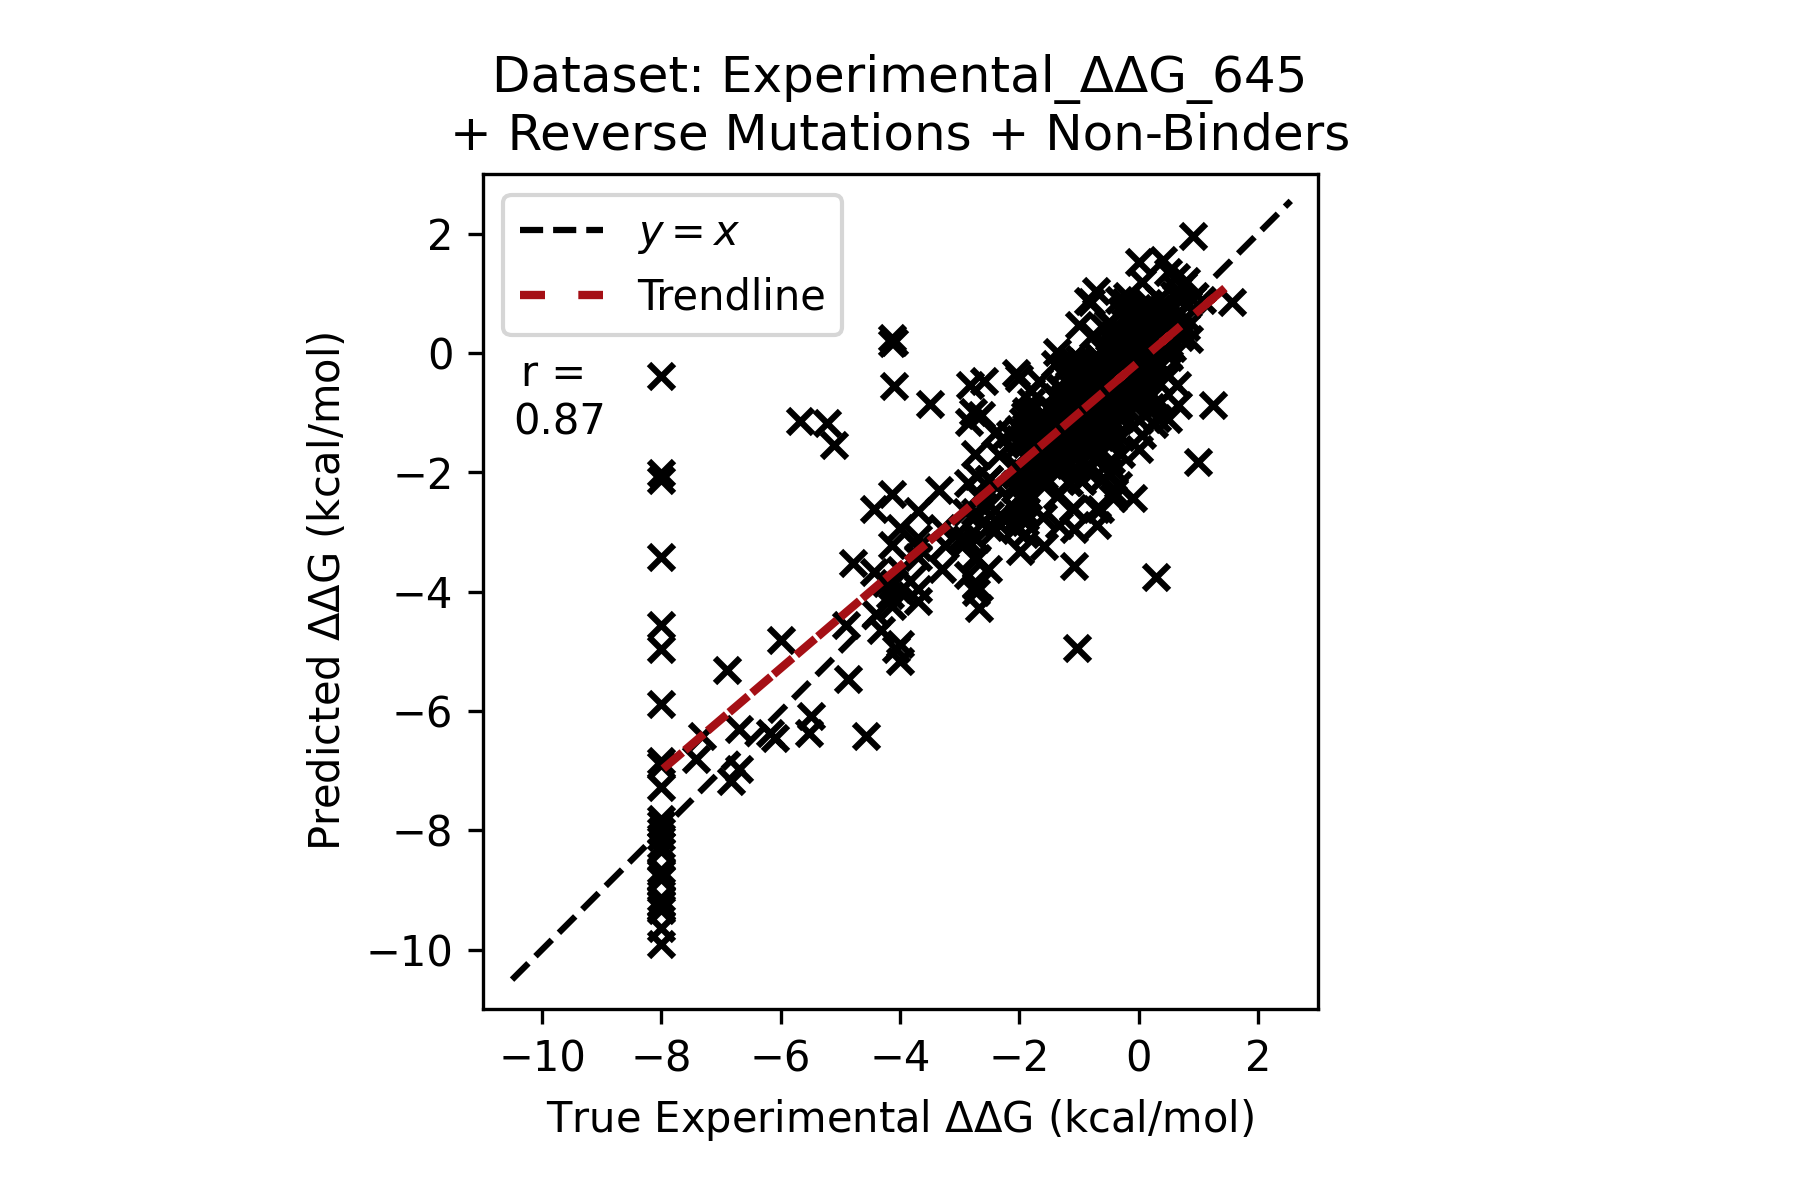 Dataset: Experimental_ΔΔG_645
+ Reverse Mutations + Non-Binders
y = x
Trendline
r =
0.87
2
0
−2
−4
−6
−8
−10
Predicted ΔΔG (kcal/mol)
−10 −8 −6 −4 −2 0 2
True Experimental ΔΔG (kcal/mol)